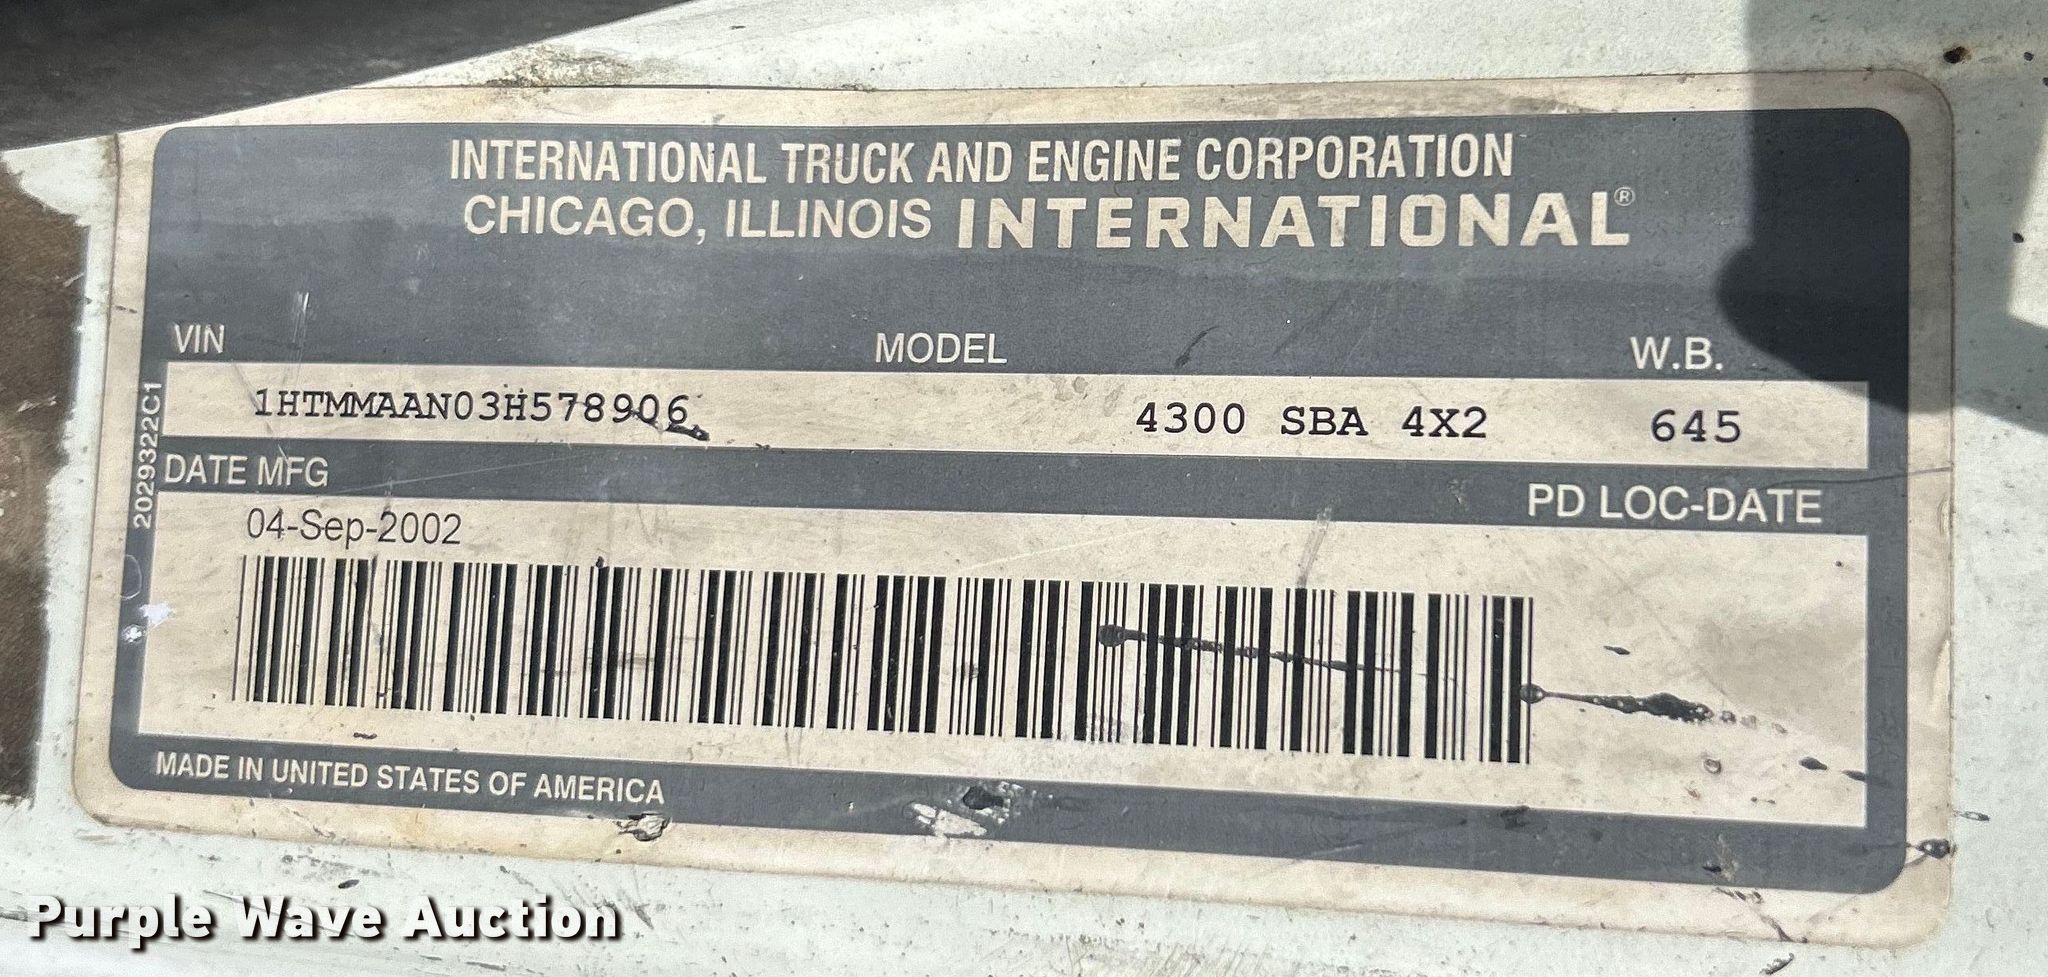 INTERNATIONAL TRUCK AND ENGINE CORPORATION
CHICAGO, ILLINOIS INTERNATIONAL®
VIN MODEL W.B.
1HTMMAAN03H578906 4300 SBA 4X2 645
DATE MFG PD LOC-DATE
04-Sep-2002
MADE IN UNITED STATES OF AMERICA
2029322C1
Purple Wave Auction